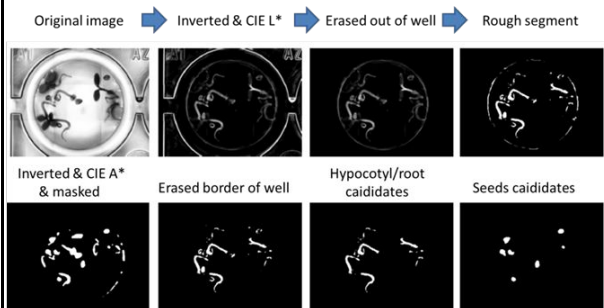 Original image
Inverted & CIE L*
Erased out of well
Rough segment
A2
Inverted & CIE A*
& masked
Erased border of well
Hypocotyl/root
caididates
Seeds caididates